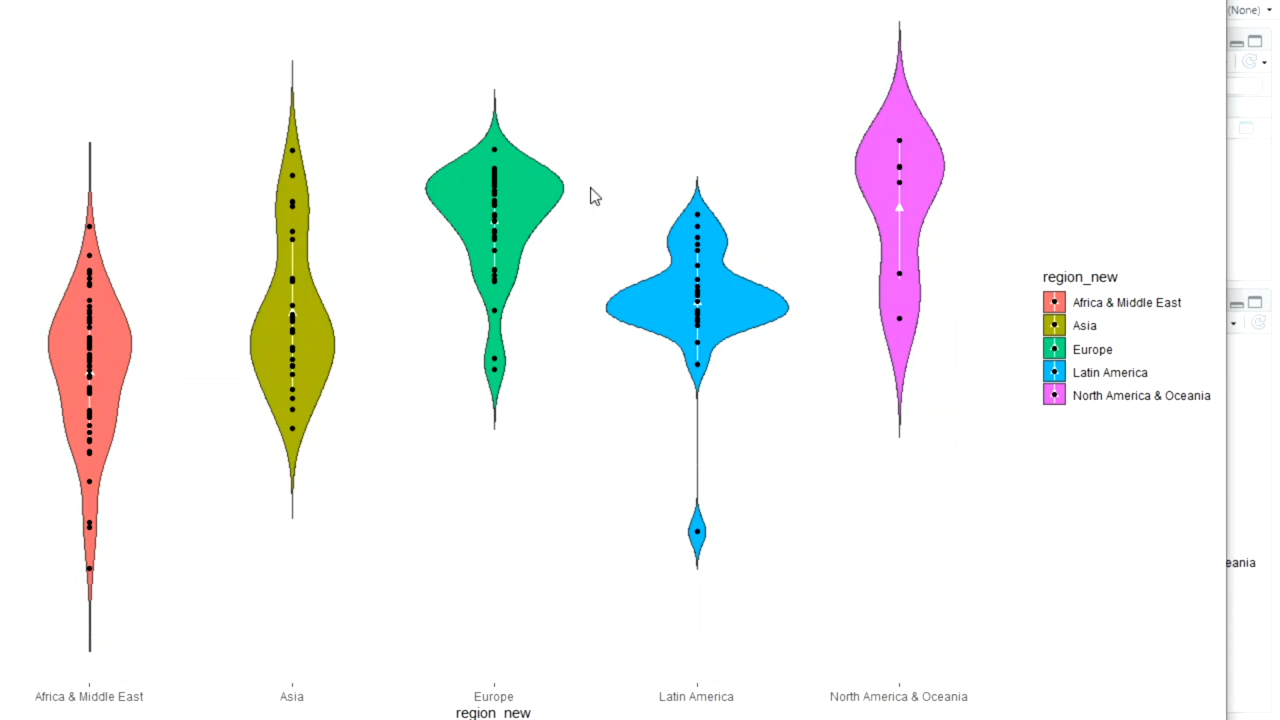 (None)
region_new
Africa & Middle East
Asia
Europe
Latin America
North America & Oceania
eania
Africa & Middle East
Asia
Europe
Latin America
North America & Oceania
region_new